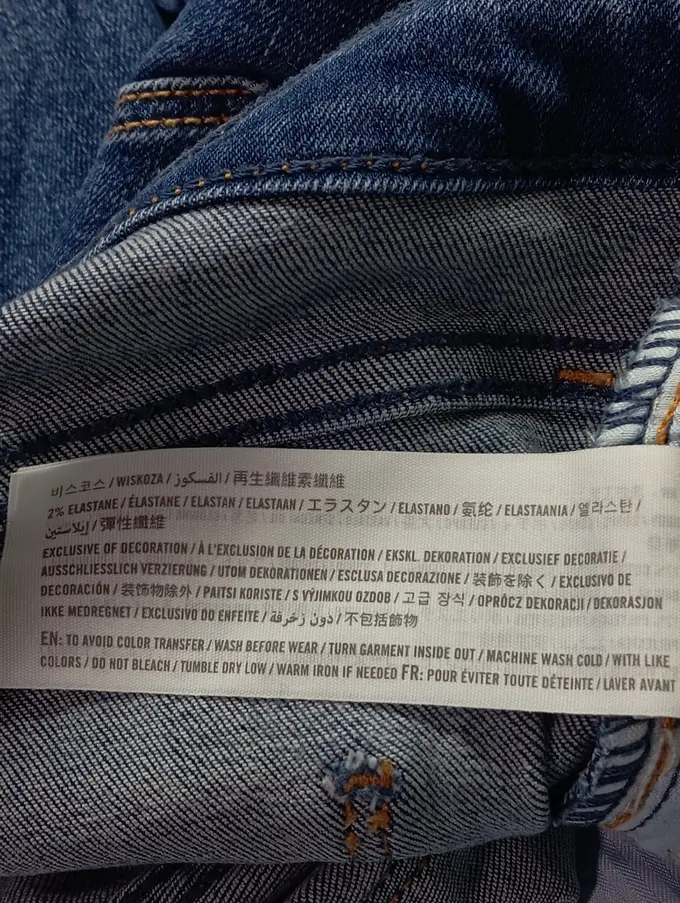 비스코스 / WISKOZA / الفسكوز / 再生纖維素纖維
2% ELASTANE / ÉLASTANE / ELASTAN / ELASTAAN / エラスタン / ELASTANO / 氨纶 / ELASTAANIA / 엘라스탄 /
إيلاستين / 彈性纖維
EXCLUSIVE OF DECORATION / À L'EXCLUSION DE LA DÉCORATION / EKSKL. DEKORATION / EXCLUSIEF DECORATIE /
AUSSCHLIESSLICH VERZIERUNG / UTOM DEKORATIONEN / ESCLUSA DECORAZIONE / 装飾を除く / EXCLUSIVO DE
DECORACIÓN / 装饰物除外 / PAITSI KORISTE / S VÝJIMKOU OZDOB / 고급 장식 / OPRÓCZ DEKORACJI / DEKORASJON
IKKE MEDREGNET / EXCLUSIVO DO ENFEITE / دون زخرفة / 不包括飾物
EN: TO AVOID COLOR TRANSFER / WASH BEFORE WEAR / TURN GARMENT INSIDE OUT / MACHINE WASH COLD / WITH LIKE
COLORS / DO NOT BLEACH / TUMBLE DRY LOW / WARM IRON IF NEEDED FR: POUR ÉVITER TOUTE DÉTEINTE / LAVER AVANT